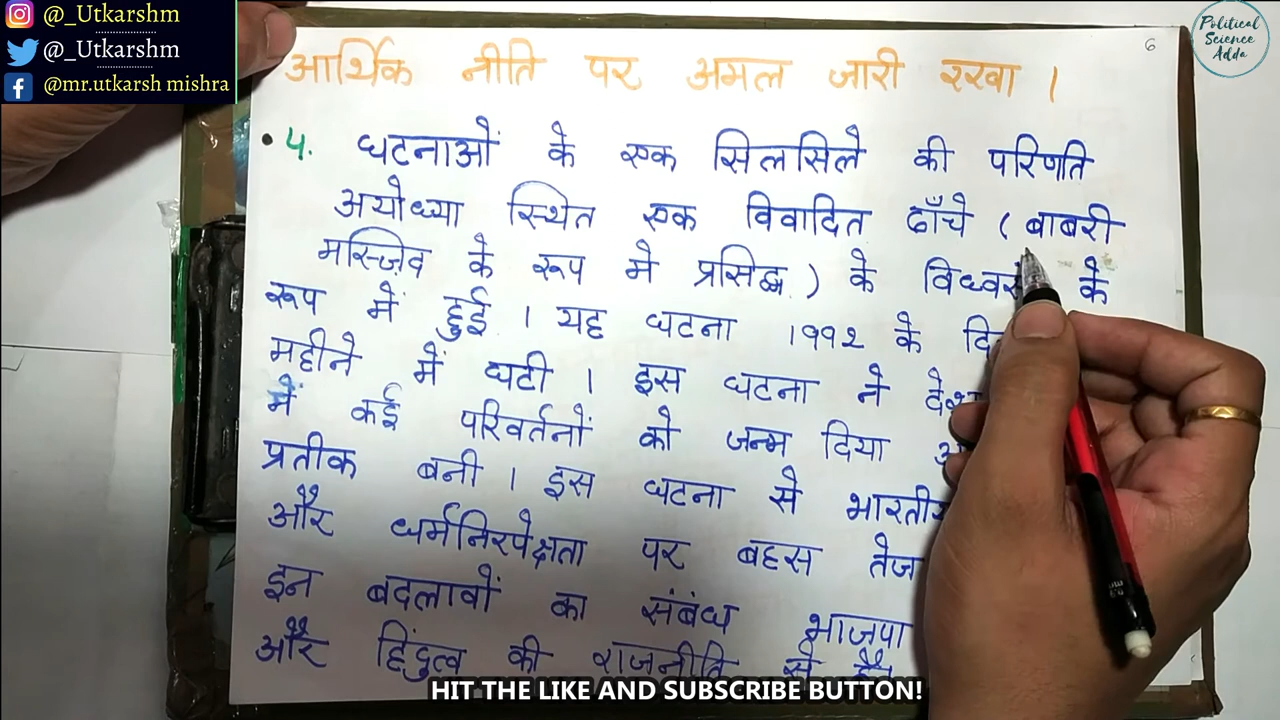 @_Utkarshm
@_Utkarshm
@mr.utkarsh mishra
Political
Science
Adda
6
आर्थिक नीति पर अमल जारी रखा ।
• ५. घटनाओं के एक सिलसिले की परिणति
अयोध्या स्थित एक विवादित ढाँचे ( बाबरी
मस्ज़िद के रूप मे प्रसिद्ध ) के विध्वसं के
रूप में हुई । यह घटना १९९२ के
महीने में घटी । इस घटना ने
में कई परिवर्तनों को जन्म दिया
प्रतीक बनी । इस घटना से भारतीय
और धर्मनिरपेक्षता पर बहस तेज
इन बदलावों का संबंध भाजपा
और हिंदुत्व की राजनीति से है।
HIT THE LIKE AND SUBSCRIBE BUTTON!